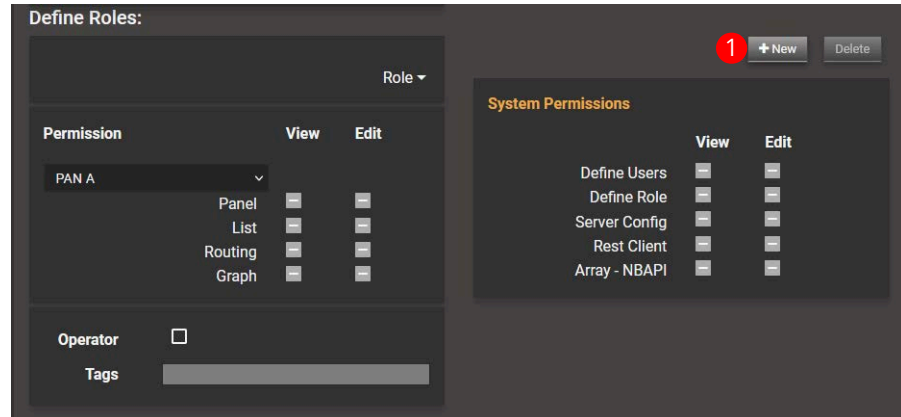 Define Roles:
1 + New Delete
Role
System Permissions
Permission View Edit
View Edit
PAN A
Panel
List
Routing
Graph
Define Users
Define Role
Server Config
Rest Client
Array - NBAPI
Operator
Tags